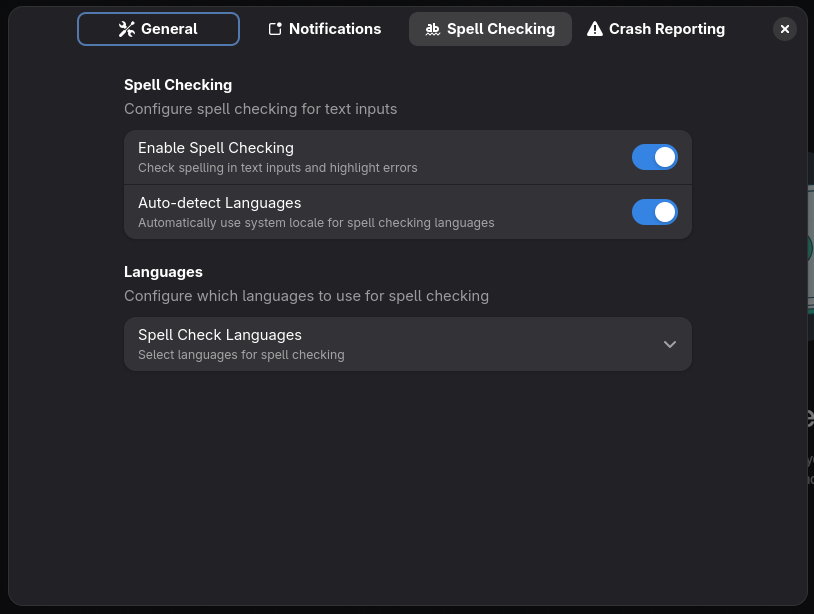 General
Notifications
ab Spell Checking
Crash Reporting
Spell Checking
Configure spell checking for text inputs
Enable Spell Checking
Check spelling in text inputs and highlight errors
Auto-detect Languages
Automatically use system locale for spell checking languages
Languages
Configure which languages to use for spell checking
Spell Check Languages
Select languages for spell checking